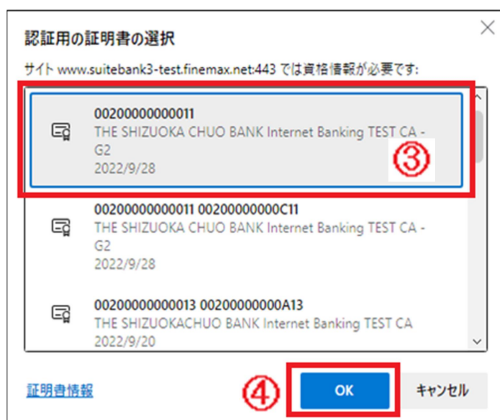 認証用の証明書の選択
サイト www.suitebank3-test.finemax.net:443 では資格情報が必要です:
00200000000011
THE SHIZUOKA CHUO BANK Internet Banking TEST CA -
G2
2022/9/28
③
00200000000011 00200000000C11
THE SHIZUOKA CHUO BANK Internet Banking TEST CA -
G2
2022/9/28
00200000000013 00200000000A13
THE SHIZUOKACHUO BANK Internet Banking TEST CA
2022/9/20
証明書情報
④
OK
キャンセル